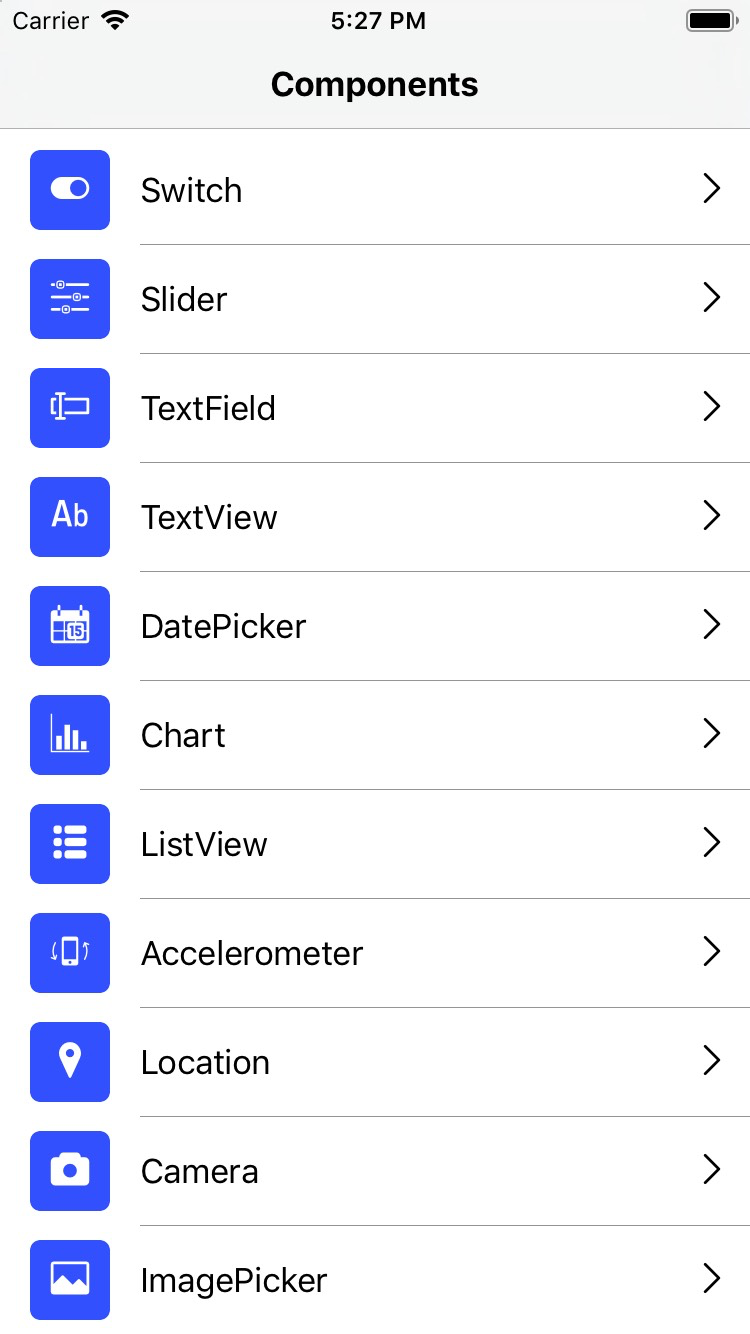 Carrier 5:27 PM
Components
Switch
Slider
TextField
Ab TextView
15 DatePicker
Chart
ListView
Accelerometer
Location
Camera
ImagePicker